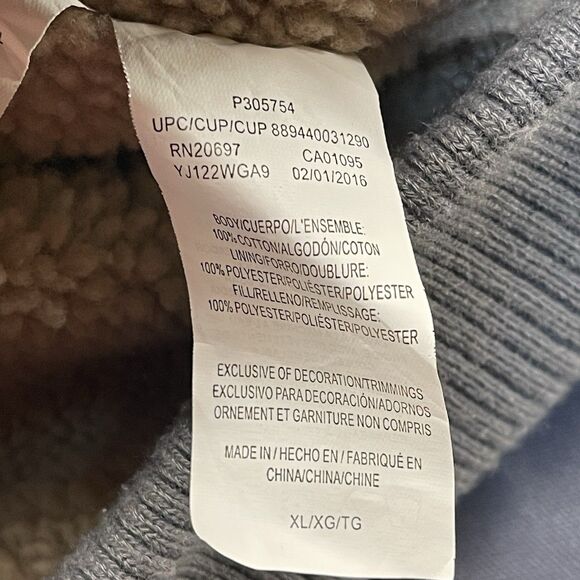 P305754
UPC/CUP/CUP 889440031290
RN20697 CA01095
YJ122WGA9 02/01/2016
BODY/CUERPO/L'ENSEMBLE:
100% COTTON/ALGODÓN/COTON
LINING/FORRO/DOUBLURE:
100% POLYESTER/POLIÉSTER/POLYESTER
FILL/RELLENO/REMPLISSAGE:
100% POLYESTER/POLIÉSTER/POLYESTER
EXCLUSIVE OF DECORATION/TRIMMINGS
EXCLUSIVO PARA DECORACIÓN/ADORNOS
ORNEMENT ET GARNITURE NON COMPRIS
MADE IN / HECHO EN / FABRIQUÉ EN
CHINA/CHINA/CHINE
XL/XG/TG